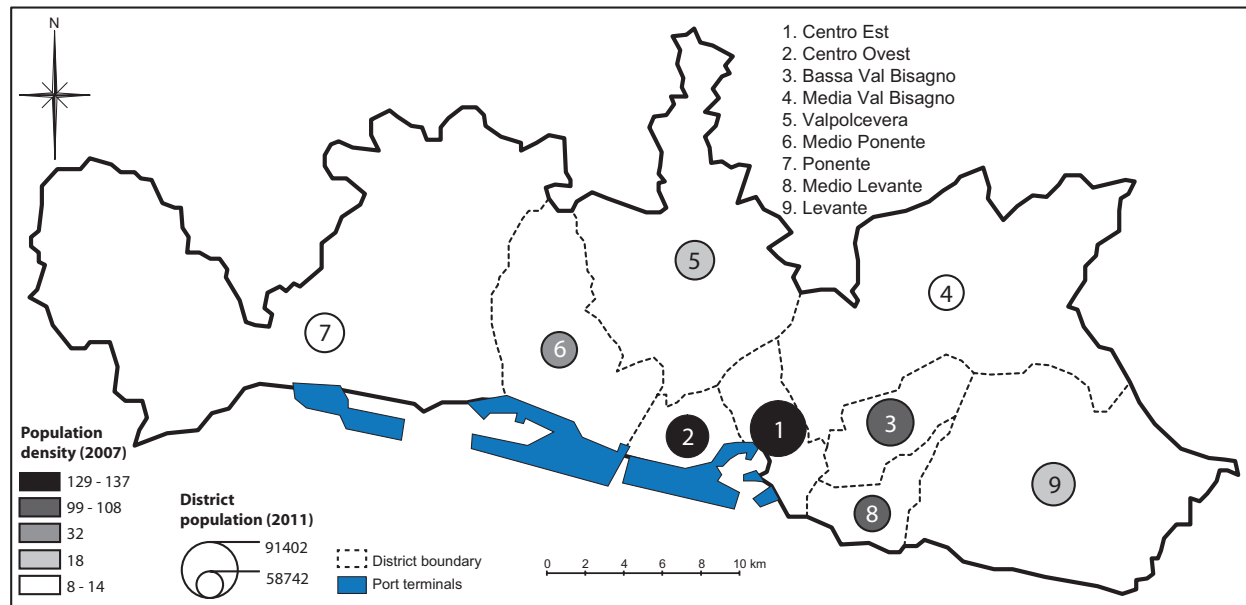 N
1. Centro Est
2. Centro Ovest
3. Bassa Val Bisagno
4. Media Val Bisagno
5. Valpolcevera
6. Medio Ponente
7. Ponente
8. Medio Levante
9. Levante
5
4
7
6
3
1
2
9
8
Population
density (2007)
129 - 137
99 - 108
32
18
8 - 14
District
population (2011)
91402
58742
District boundary
Port terminals
0 2 4 6 8 10 km